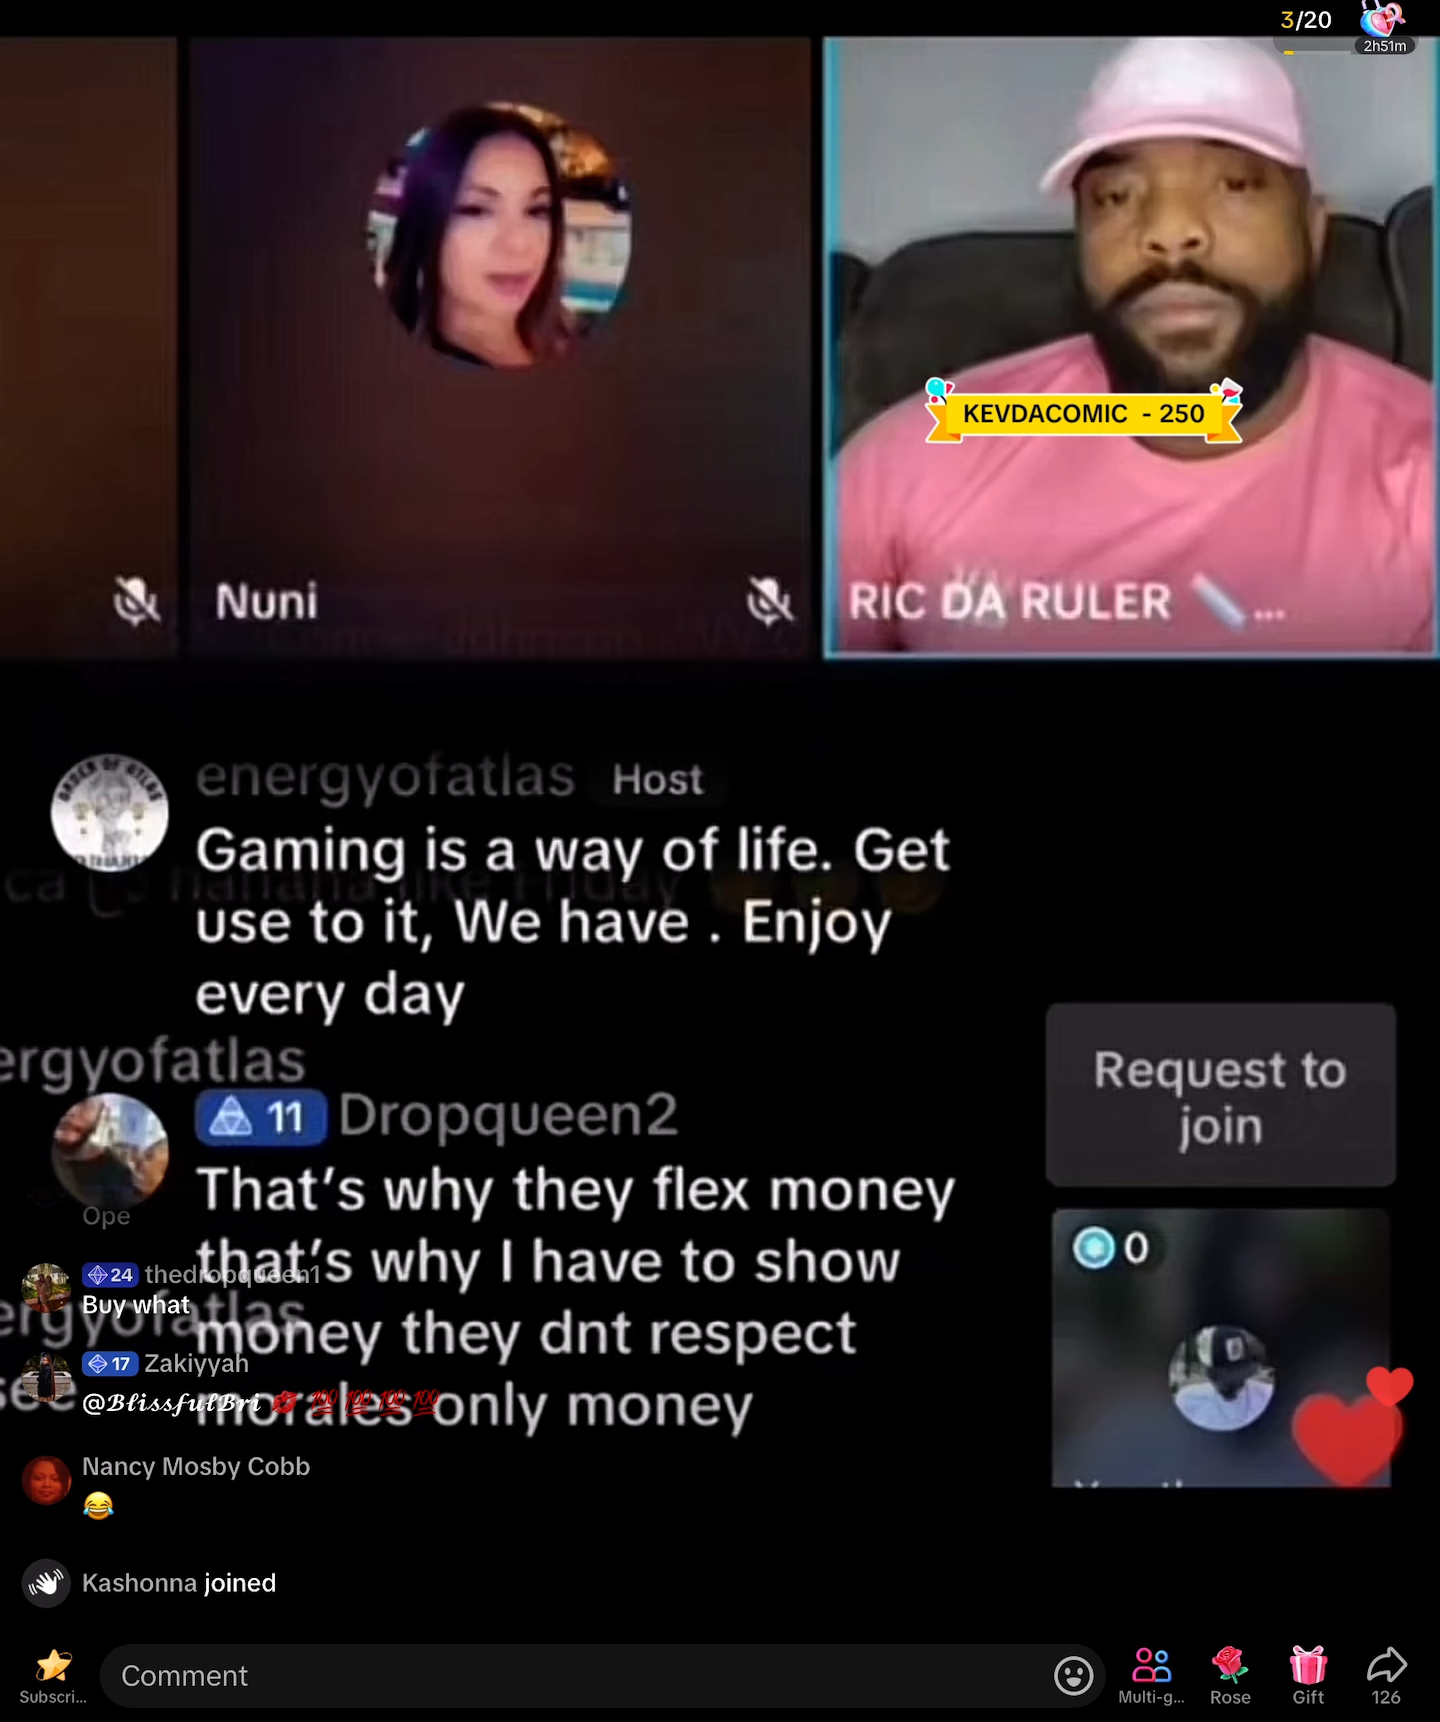 3/20
2h51m
KEVDACOMIC - 250
Nuni
RIC DA RULER ...
energyofatlas Host
Gaming is a way of life. Get
use to it, We have . Enjoy
every day
ergyofatlas
11 Dropqueen2
That's why they flex money
that's why I have to show
money they dnt respect
morales only money
Request to
join
0
Ope
24 thedropqueen1
Buy what
ergyofatlas
17 Zakiyyah
see
@𝓑𝓵𝓲𝓼𝓼𝓯𝓾𝓵𝓑𝓻𝓲 💋 💯 💯 💯 💯
Nancy Mosby Cobb
😂
Kashonna joined
Comment
Subscri...
Multi-g...
Rose
Gift
126